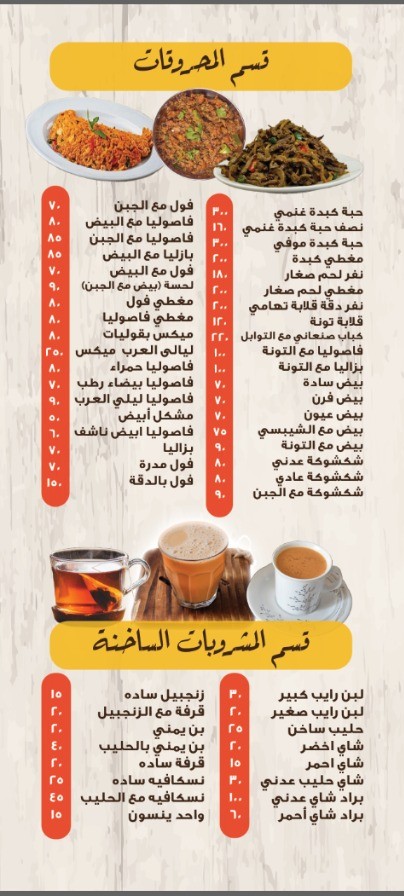 قسم المحروقات
حبة كبدة غنمي ٣٠٠
نصف حبة كبدة غنمي ١٦٠
حبة كبدة موفي ٣٠٠
مغطي كبدة ٢٠٠
نفر لحم صغار ١٨٠
مغطي لحم صغار ٢٠٠
نفر دقة قلابة تهامي ٢٠٠
قلابة تونة ١٢٠
كباب صنعاني مع التوابل ٢٢٠
فاصوليا مع التونة ١٠٠
بزاليا مع التونة ١٠٠
بيض سادة ٧٠
بيض فرن ٧٠
بيض عيون ٧٠
بيض مع الشيبسي ٧٥
بيض مع التونة ٩٠
شكشوكة عدني ٨٠
شكشوكة عادي ٨٠
شكشوكة مع الجبن ٩٠
فول مع الجبن ٧٠
فاصوليا مع البيض ٨٠
فاصوليا مع الجبن ٨٥
بازليا مع البيض ٨٥
فول مع البيض ٧٠
لحسة (بيض مع الجبن) ٩٠
مغطي فول ٨٠
مغطي فاصوليا ٨٠
ميكس بقوليات ٨٠
ليالى العرب ميكس ٢٥٠
فاصوليا حمراء ٨٠
فاصوليا بيضاء رطب ٧٠
فاصوليا ليلي العرب ٩٠
مشكل أبيض ٥٠
فاصوليا ابيض ناشف ٦٠
بزاليا ٧٠
فول مدرة ٧٠
فول بالدقة ١٥٠
قسم المشروبات الساخنة
لبن رايب كبير ٣٠
لبن رايب صغير ٢٠
حليب ساخن ٢٥
شاي اخضر ٢٠
شاي احمر ١٥
شاي حليب عدني ٣٠
براد شاي عدني ١٠٠
براد شاي أحمر ٦٠
زنجبيل ساده ١٥
قرفة مع الزنجبيل ٢٠
بن يمني ٢٠
بن يمني بالحليب ٤٠
قرفة ساده ٢٠
نسكافيه ساده ٢٥
نسكافيه مع الحليب ٤٥
واحد ينسون ١٥